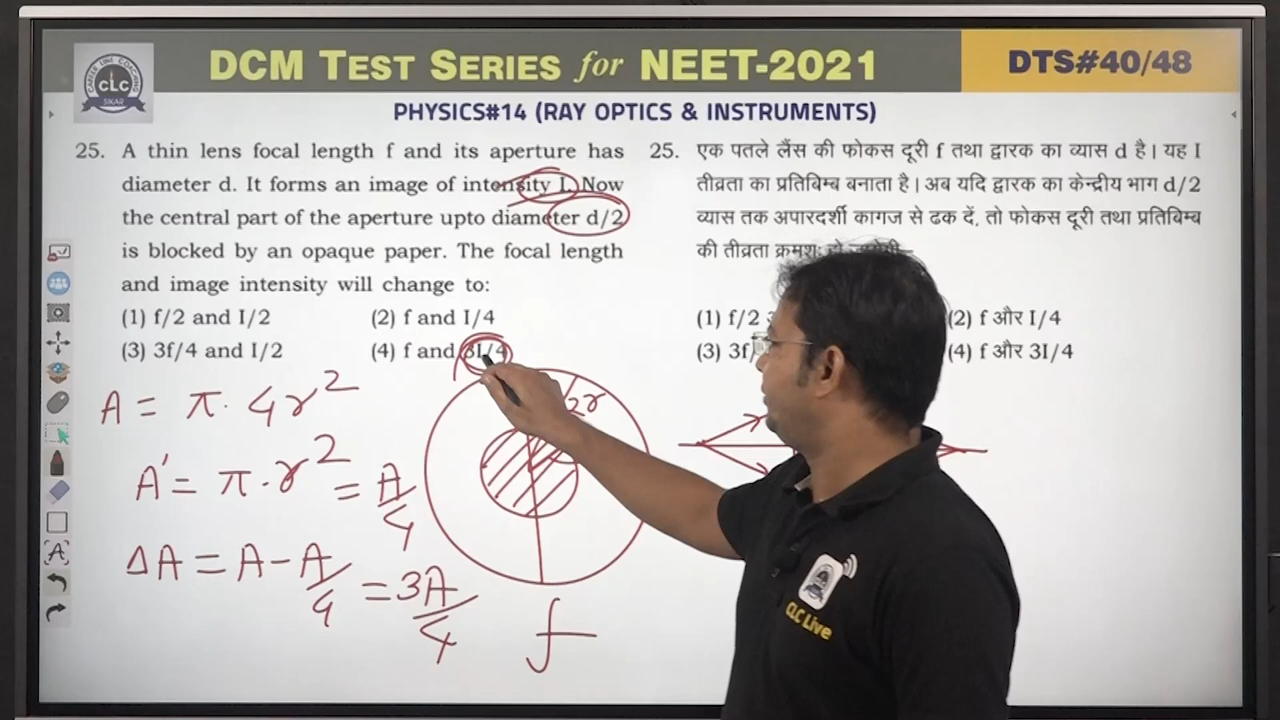 DCM TEST SERIES for NEET-2021
DTS#40/48
CAREER LINE COACHING
CLC
SIKAR
PHYSICS#14 (RAY OPTICS & INSTRUMENTS)
25. A thin lens focal length f and its aperture has
diameter d. It forms an image of intensity I. Now
the central part of the aperture upto diameter d/2
is blocked by an opaque paper. The focal length
and image intensity will change to:
(1) f/2 and I/2 (2) f and I/4
(3) 3f/4 and I/2 (4) f and 3I/4
25. एक पतले लैंस की फोकस दूरी f तथा द्वारक का व्यास d है। यह I
तीव्रता का प्रतिबिम्ब बनाता है। अब यदि द्वारक का केन्द्रीय भाग d/2
व्यास तक अपारदर्शी कागज से ढक दें, तो फोकस दूरी तथा प्रतिबिम्ब
की तीव्रता क्रमशः
(1) f/2 (2) f और I/4
(3) 3f/ (4) f और 3I/4
A = π. 4r²
A' = π.r² = A/4
ΔA = A - A/4 = 3A/4
2r
f
A
CLC Live